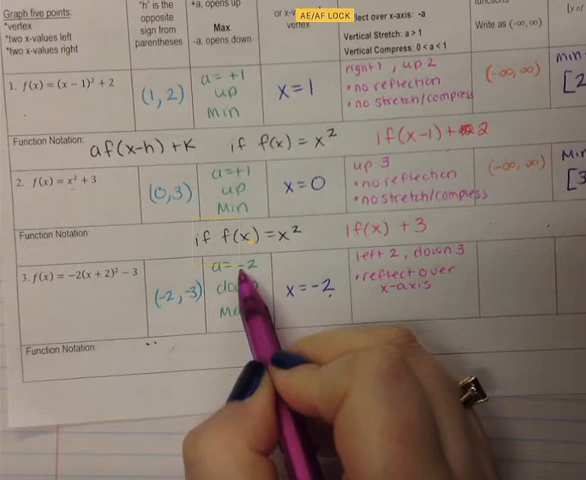 Graph five points:
*vertex
*two x-values left
*two x-values right
"h" is the
opposite
sign from
parentheses
+a, opens up
Max
-a. opens down
or
vertex
AE/AF LOCK
over x-axis: -a
Vertical Stretch: a > 1
Vertical Compress: 0 < a < 1
Write as (-∞, ∞)
1. f(x) = (x − 1)² + 2
(1, 2)
a = +1
up
Min
x = 1
right 1, up 2
• no reflection
• no stretch/compress
(-∞, ∞)
Min
[2
Function Notation:
a f(x-h) + K if f(x) = x² 1 f(x-1) + 2
2. f(x) = x² + 3
(0,3)
a = +1
up
Min
x = 0
up 3
• no reflection
• no stretch/compress
(-∞, ∞)
Min
[3
Function Notation
if f(x) = x² 1 f(x) + 3
3. f(x) = −2(x + 2)² − 3
(-2, -3)
a = -2
x = -2
left 2, down 3
• reflect over
x-axis
Function Notation: